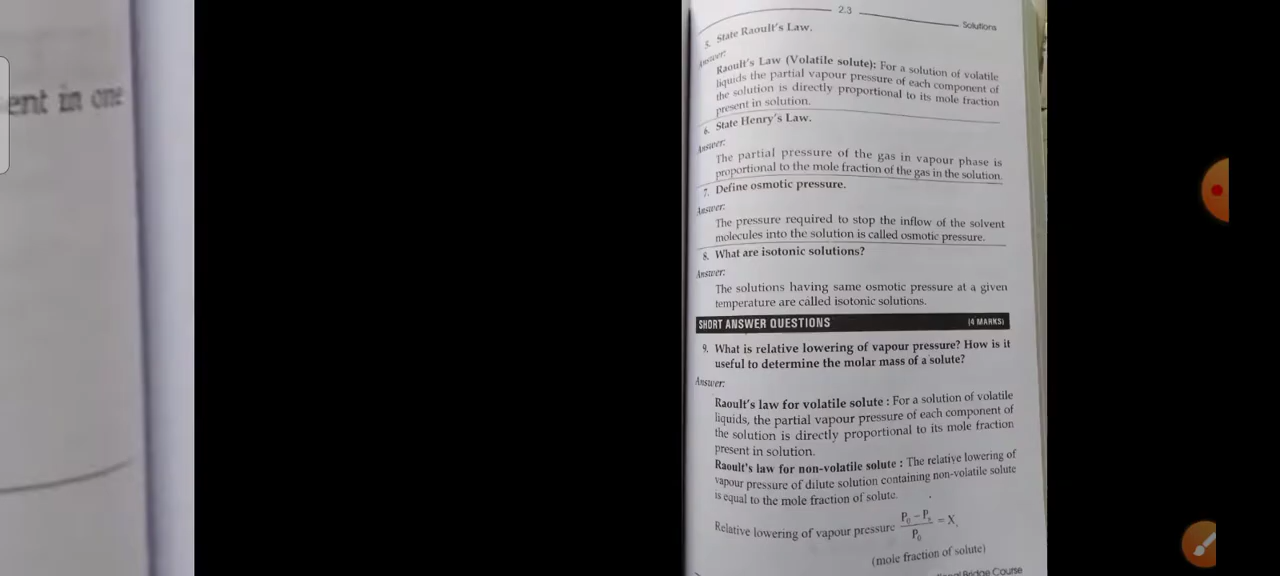 ent in one
2.3
Solutions
5. State Raoult's Law.
Answer:
Raoult's Law (Volatile solute): For a solution of volatile
liquids the partial vapour pressure of each component of
the solution is directly proportional to its mole fraction
present in solution.
6. State Henry's Law.
Answer:
The partial pressure of the gas in vapour phase is
proportional to the mole fraction of the gas in the solution.
7. Define osmotic pressure.
Answer:
The pressure required to stop the inflow of the solvent
molecules into the solution is called osmotic pressure.
8. What are isotonic solutions?
Answer:
The solutions having same osmotic pressure at a given
temperature are called isotonic solutions.
SHORT ANSWER QUESTIONS (4 MARKS)
9. What is relative lowering of vapour pressure? How is it
useful to determine the molar mass of a solute?
Answer:
Raoult's law for volatile solute : For a solution of volatile
liquids, the partial vapour pressure of each component of
the solution is directly proportional to its mole fraction
present in solution.
Raoult's law for non-volatile solute : The relative lowering of
vapour pressure of dilute solution containing non-volatile solute
is equal to the mole fraction of solute.
Relative lowering of vapour pressure (P₀ − Pₛ)/P₀ = Xₛ
(mole fraction of solute)
Bridge Course